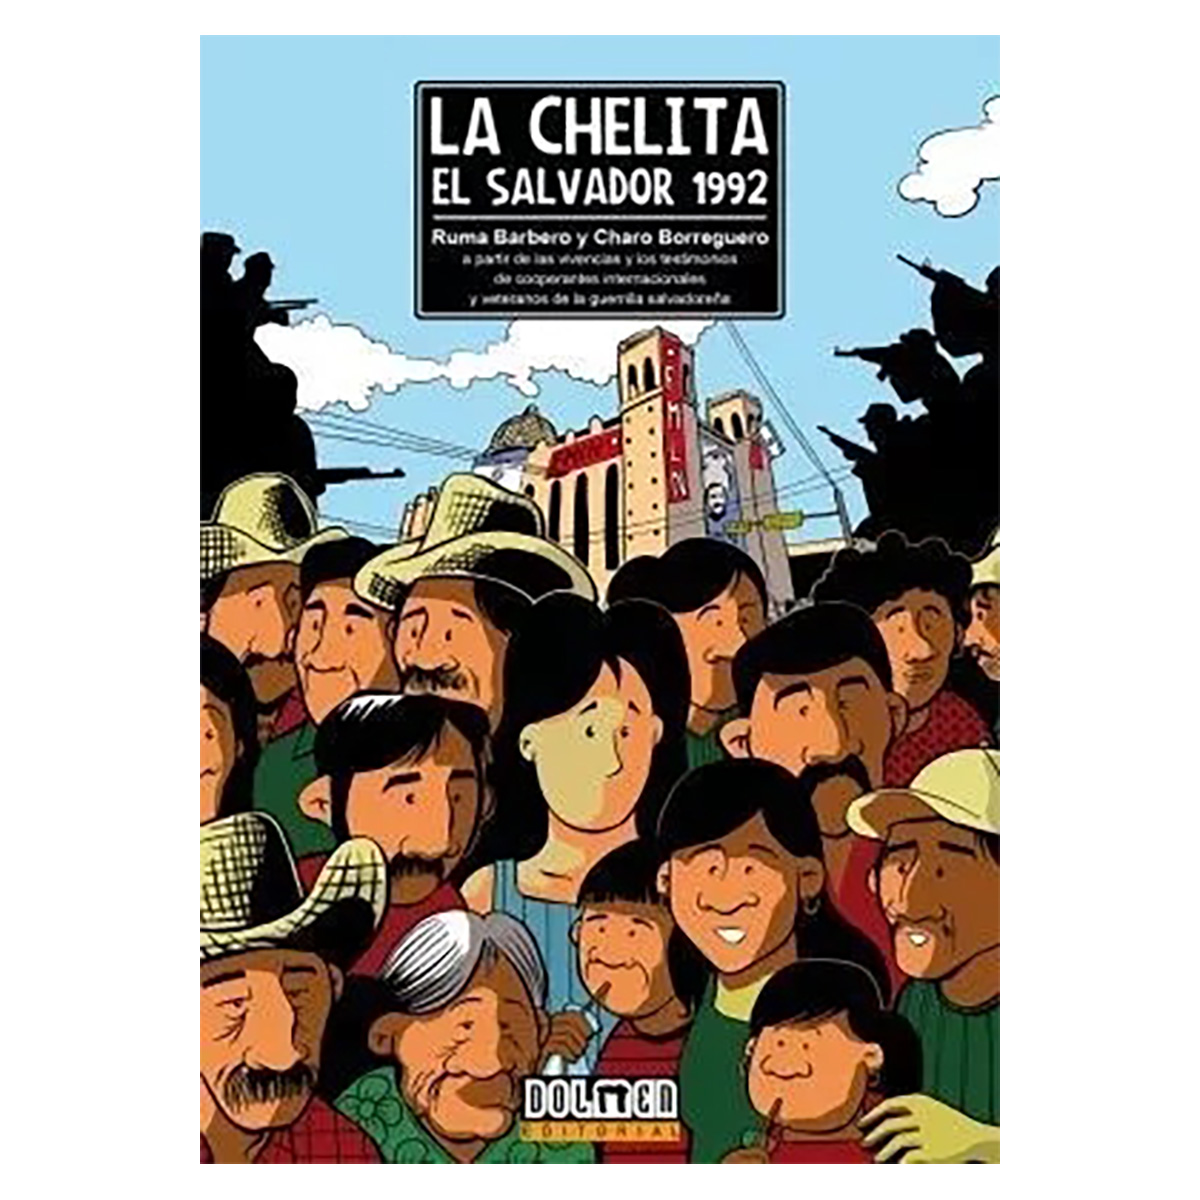 LA CHELITA
EL SALVADOR 1992
Ruma Barbero y Charo Borreguero
a partir de las vivencias y los testimonios
de cooperantes internacionales
y veteranos de la guerrilla salvadoreña
FMLN
DOLMEN
EDITORIAL